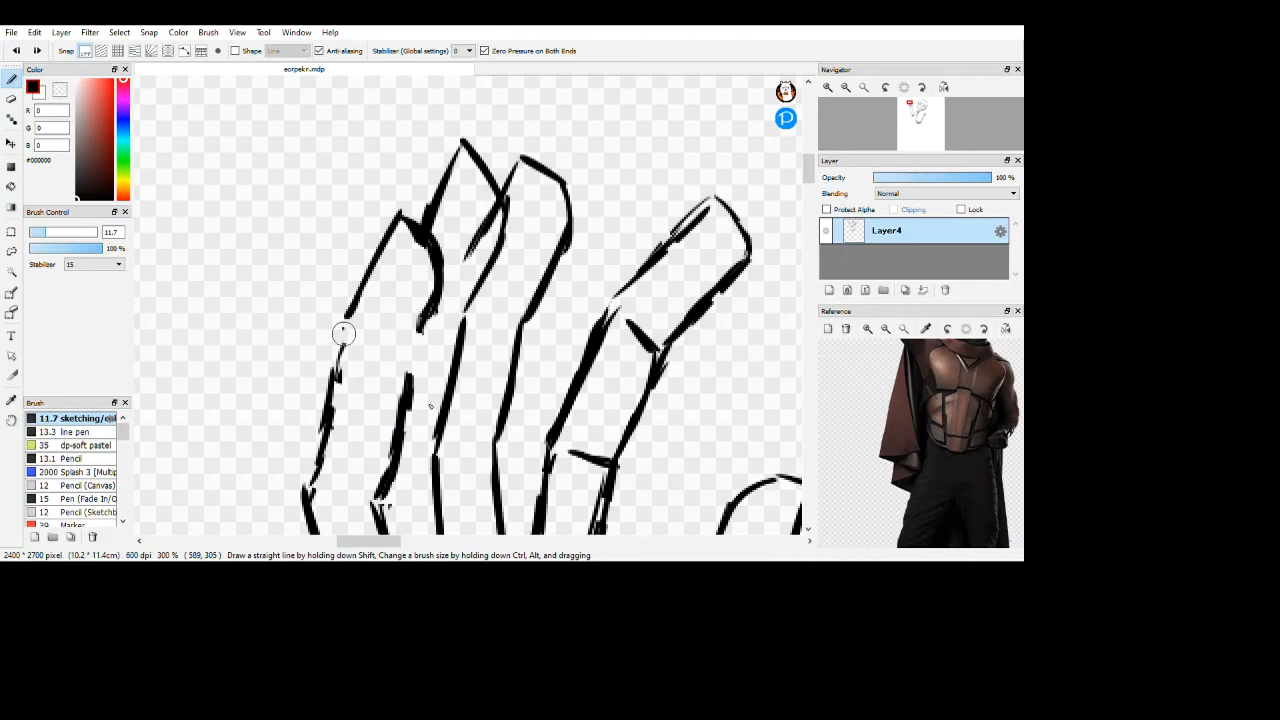 File Edit View Layer Filter Select Snap Color Brush View Tool Window Help
Snap OFF Shape Line Anti-aliasing Stabilizer (Global settings) 0 Zero Pressure on Both Ends
Color
eorpekri.mdp
Navigator
R 0
G 0
B 0
#000000
Layer
Opacity 100 %
Blending Normal
Protect Alpha Clipping Lock
Layer4
Brush Control
11.7
100 %
Stabilizer 15
Reference
Brush
11.7 sketching/
13.3 line pen
35 dp-soft pastel
13.1 Pencil
2000 Splash 3 [Multip
12 Pencil (Canvas)
15 Pen (Fade In/O
12 Pencil (Sketchb
39 Marker
2400 * 2700 pixel (10.2 * 11.4cm) 600 dpi 300 % ( 589, 305 ) Draw a straight line by holding down Shift, Change a brush size by holding down Ctrl, Alt, and dragging